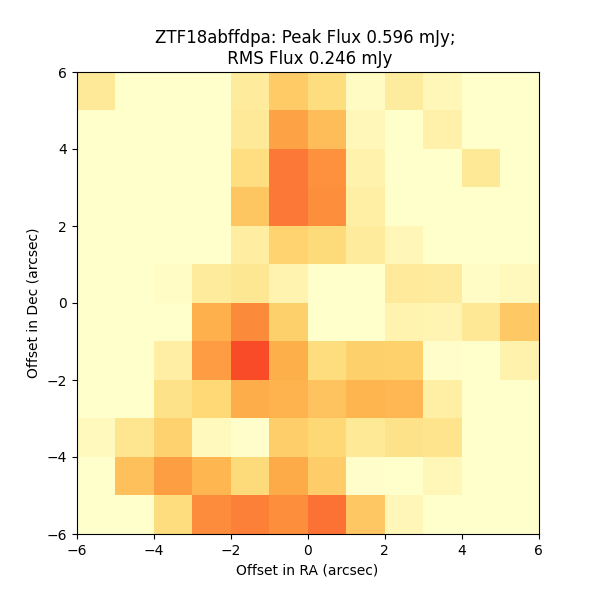 ZTF18abffdpa: Peak Flux 0.596 mJy;
RMS Flux 0.246 mJy
6
4
2
0
−2
−4
−6
Offset in Dec (arcsec)
−6 −4 −2 0 2 4 6
Offset in RA (arcsec)